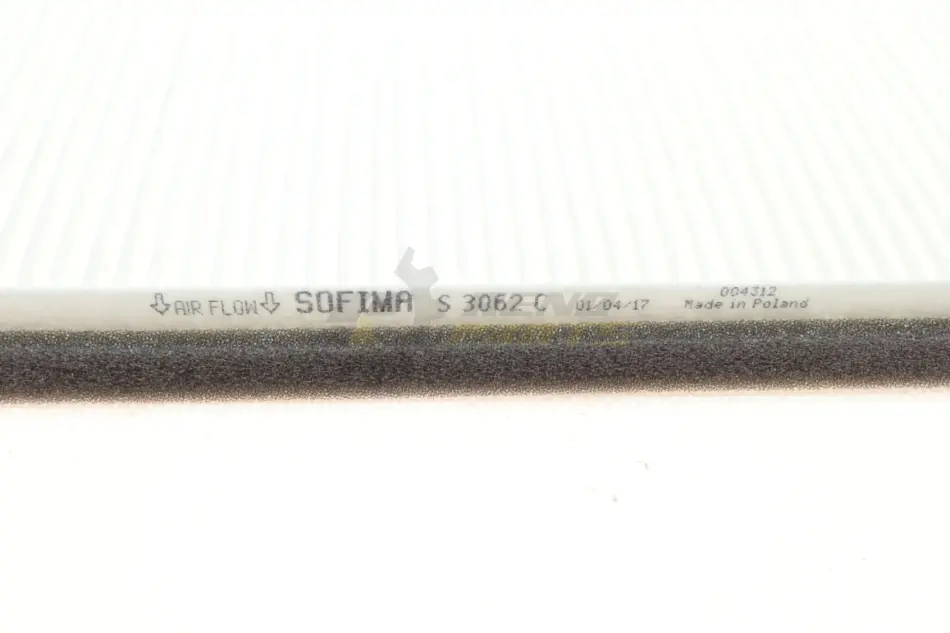 ⇩AIR FLOW⇩ SOFIMA S 3062 C 01/04/17
004312
Made in Poland